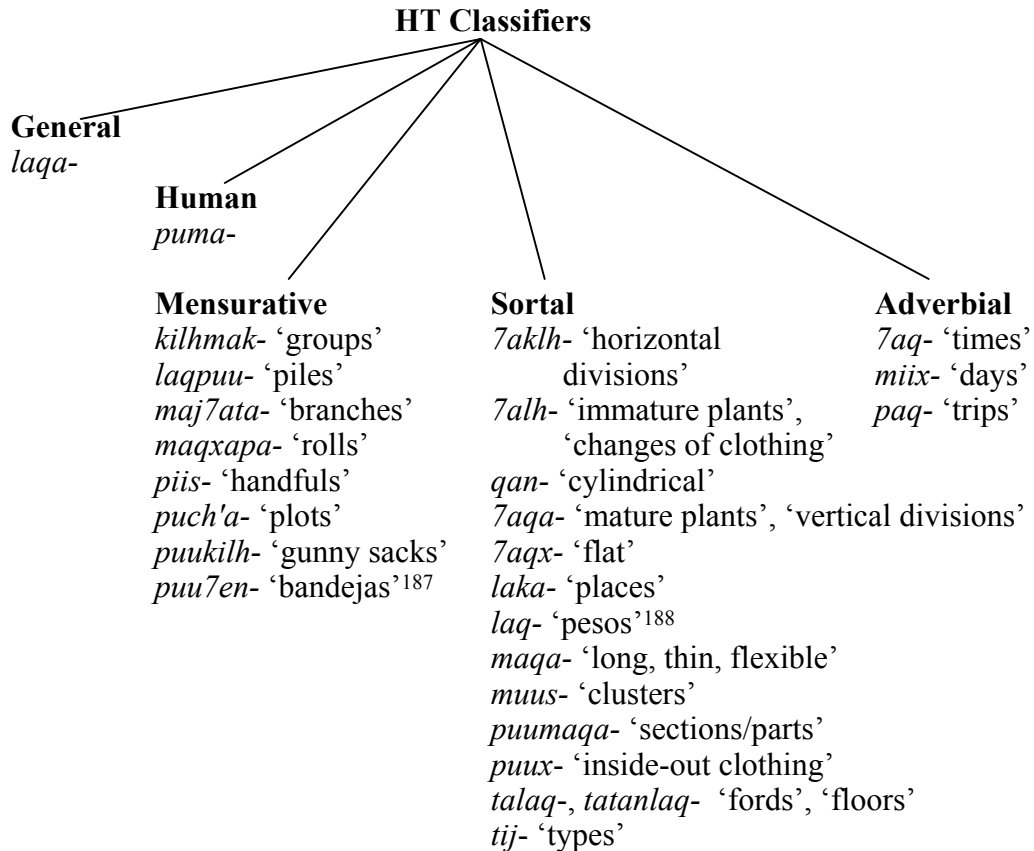 HT Classifiers
General
laqa-
Human
puma-
Mensurative
kilhmak- ‘groups’
laqpuu- ‘piles’
maj7ata- ‘branches’
maqxapa- ‘rolls’
piis- ‘handfuls’
puch'a- ‘plots’
puukilh- ‘gunny sacks’
puu7en- ‘bandejas’187
Sortal
7aklh- ‘horizontal
divisions’
7alh- ‘immature plants’,
‘changes of clothing’
qan- ‘cylindrical’
7aqa- ‘mature plants’, ‘vertical divisions’
7aqx- ‘flat’
laka- ‘places’
laq- ‘pesos’188
maqa- ‘long, thin, flexible’
muus- ‘clusters’
puumaqa- ‘sections/parts’
puux- ‘inside-out clothing’
talaq-, tatanlaq- ‘fords’, ‘floors’
tij- ‘types’
Adverbial
7aq- ‘times’
miix- ‘days’
paq- ‘trips’